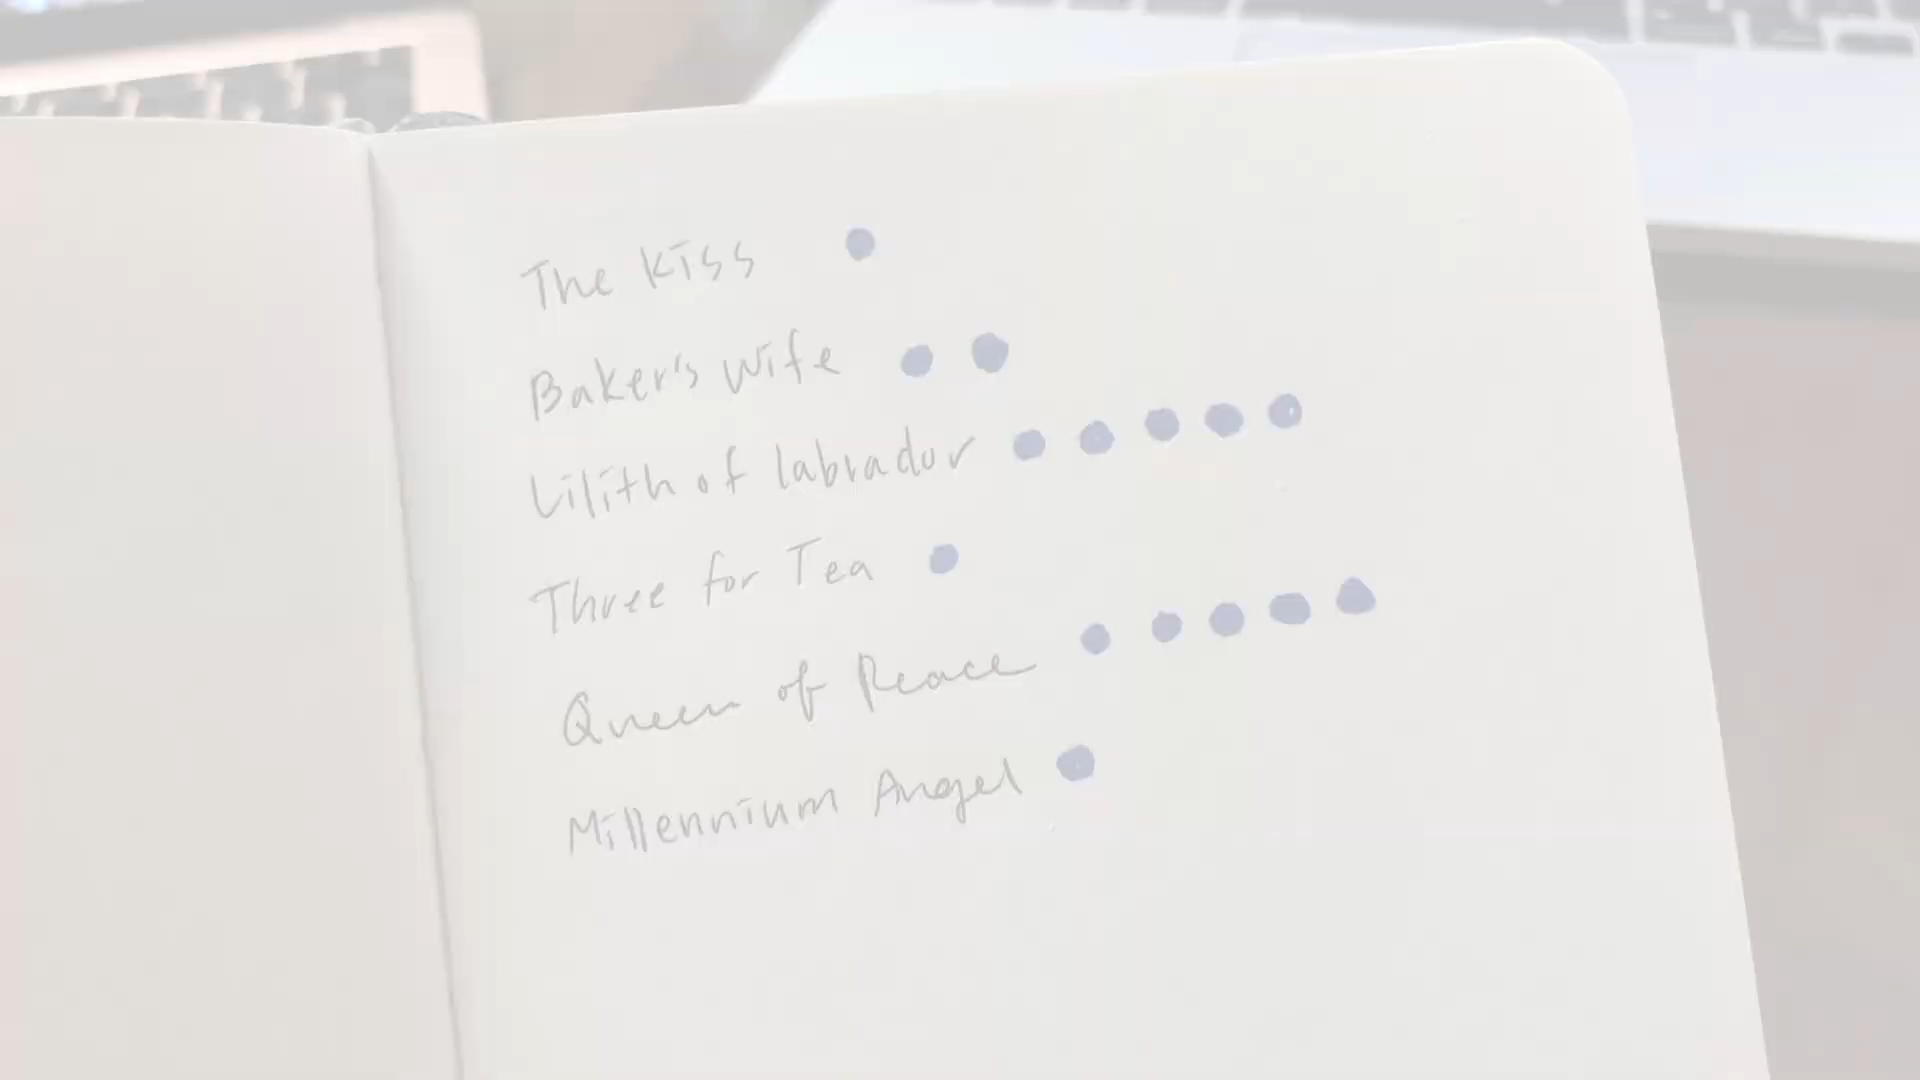 The Kiss
Baker's Wife
Lilith of Labrador
Three for Tea
Queen of Peace
Millennium Angel